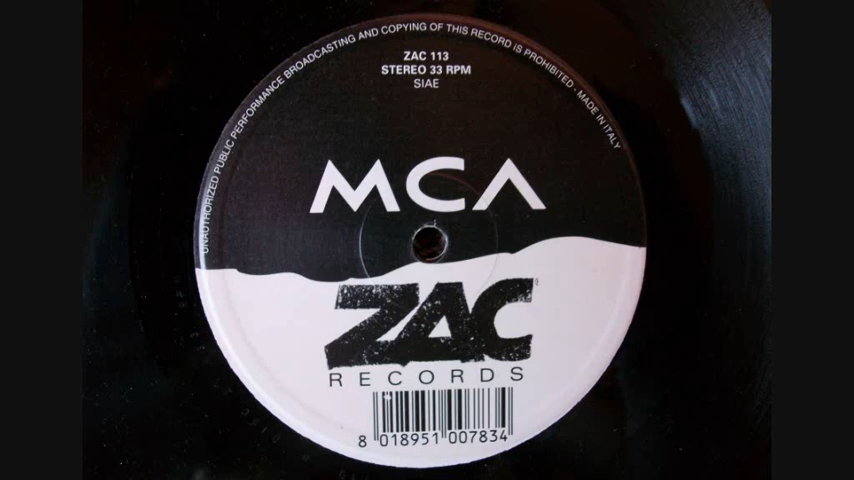 UNAUTHORIZED PUBLIC PERFORMANCE BROADCASTING AND COPYING OF THIS RECORD IS PROHIBITED - MADE IN ITALY
ZAC 113
STEREO 33 RPM
SIAE
MCΛ
ZAC
RECORDS
8 018951 007834